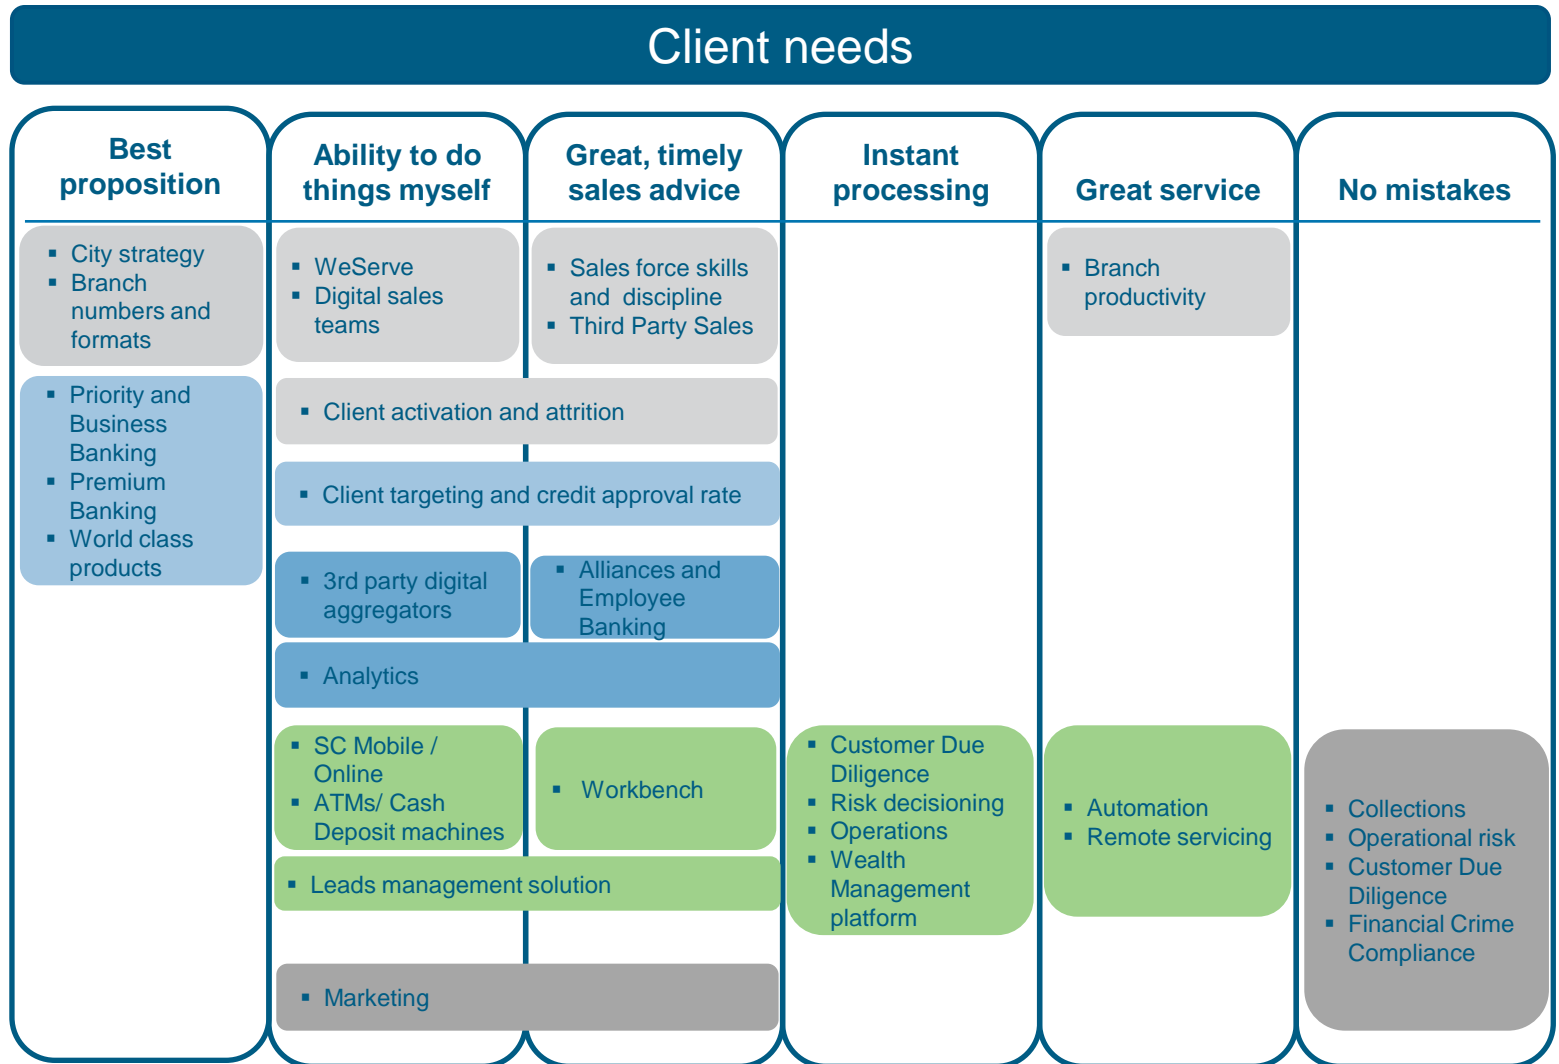 Client needs
Best
proposition
Ability to do
things myself
Great, timely
sales advice
Instant
processing
Great service
No mistakes
▪ City strategy
▪ Branch
numbers and
formats
▪ WeServe
▪ Digital sales
teams
▪ Sales force skills
and discipline
▪ Third Party Sales
▪ Branch
productivity
▪ Priority and
Business
Banking
▪ Premium
Banking
▪ World class
products
▪ Client activation and attrition
▪ Client targeting and credit approval rate
▪ 3rd party digital
aggregators
▪ Alliances and
Employee
Banking
▪ Analytics
▪ SC Mobile /
Online
▪ ATMs/ Cash
Deposit machines
▪ Workbench
▪ Customer Due
Diligence
▪ Risk decisioning
▪ Operations
▪ Wealth
Management
platform
▪ Automation
▪ Remote servicing
▪ Collections
▪ Operational risk
▪ Customer Due
Diligence
▪ Financial Crime
Compliance
▪ Leads management solution
▪ Marketing